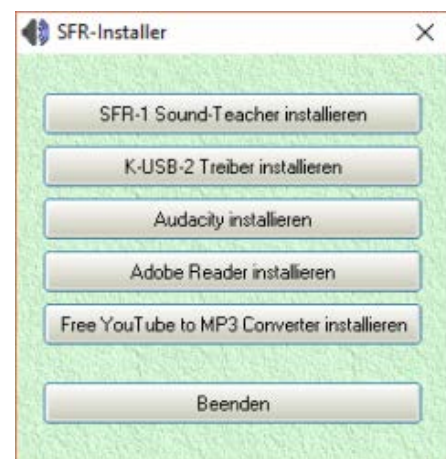 SFR-Installer
SFR-1 Sound-Teacher installieren
K-USB-2 Treiber installieren
Audacity installieren
Adobe Reader installieren
Free YouTube to MP3 Converter installieren
Beenden